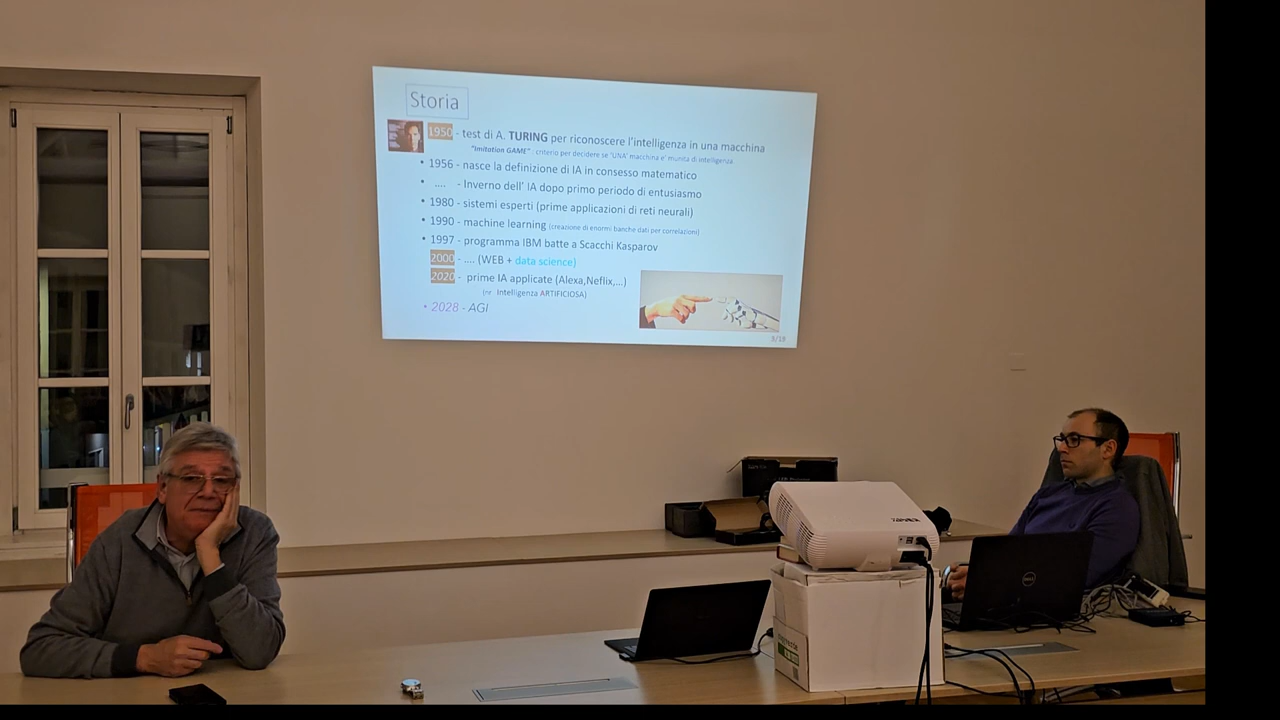 Storia
1950 - test di A. TURING per riconoscere l'intelligenza in una macchina
"Imitation GAME" : criterio per decidere se 'UNA' macchina e' munita di intelligenza
• 1956 - nasce la definizione di IA in consesso matematico
• .... - Inverno dell' IA dopo primo periodo di entusiasmo
• 1980 - sistemi esperti (prime applicazioni di reti neurali)
• 1990 - machine learning (creazione di enormi banche dati per correlazioni)
• 1997 - programma IBM batte a Scacchi Kasparov
2000 - .... (WEB + data science)
2020 - prime IA applicate (Alexa,Neflix,...)
Intelligenza ARTIFICIOSA)
• 2028 - AGI
/18
DELL